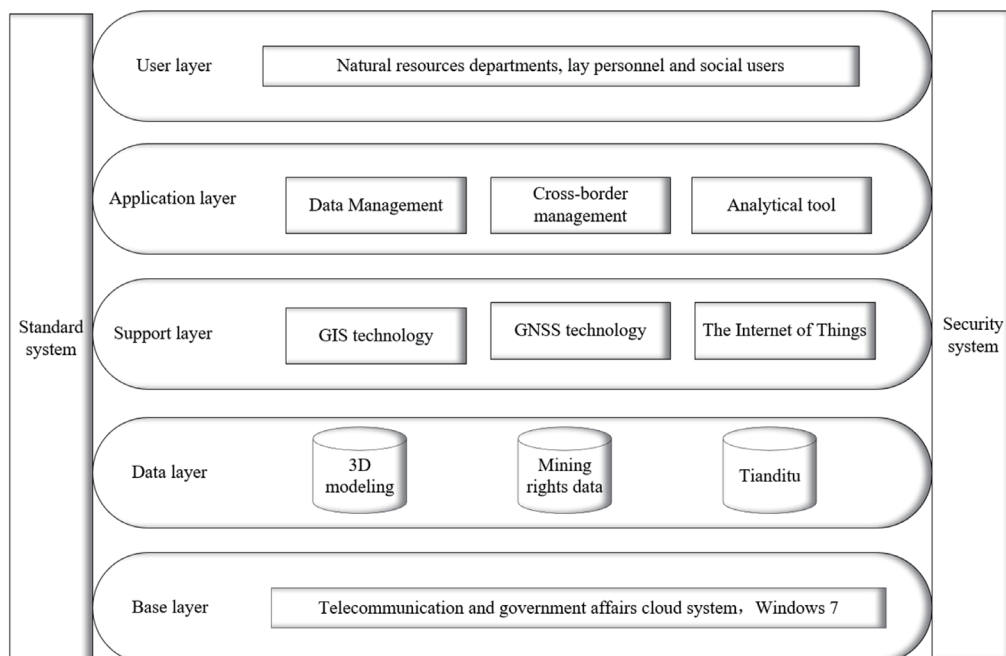 User layer
Natural resources departments, lay personnel and social users
Application layer
Data Management
Cross-border
management
Analytical tool
Standard
system
Support layer
GIS technology
GNSS technology
The Internet of Things
Security
system
Data layer
3D
modeling
Mining
rights data
Tianditu
Base layer
Telecommunication and government affairs cloud system，Windows 7